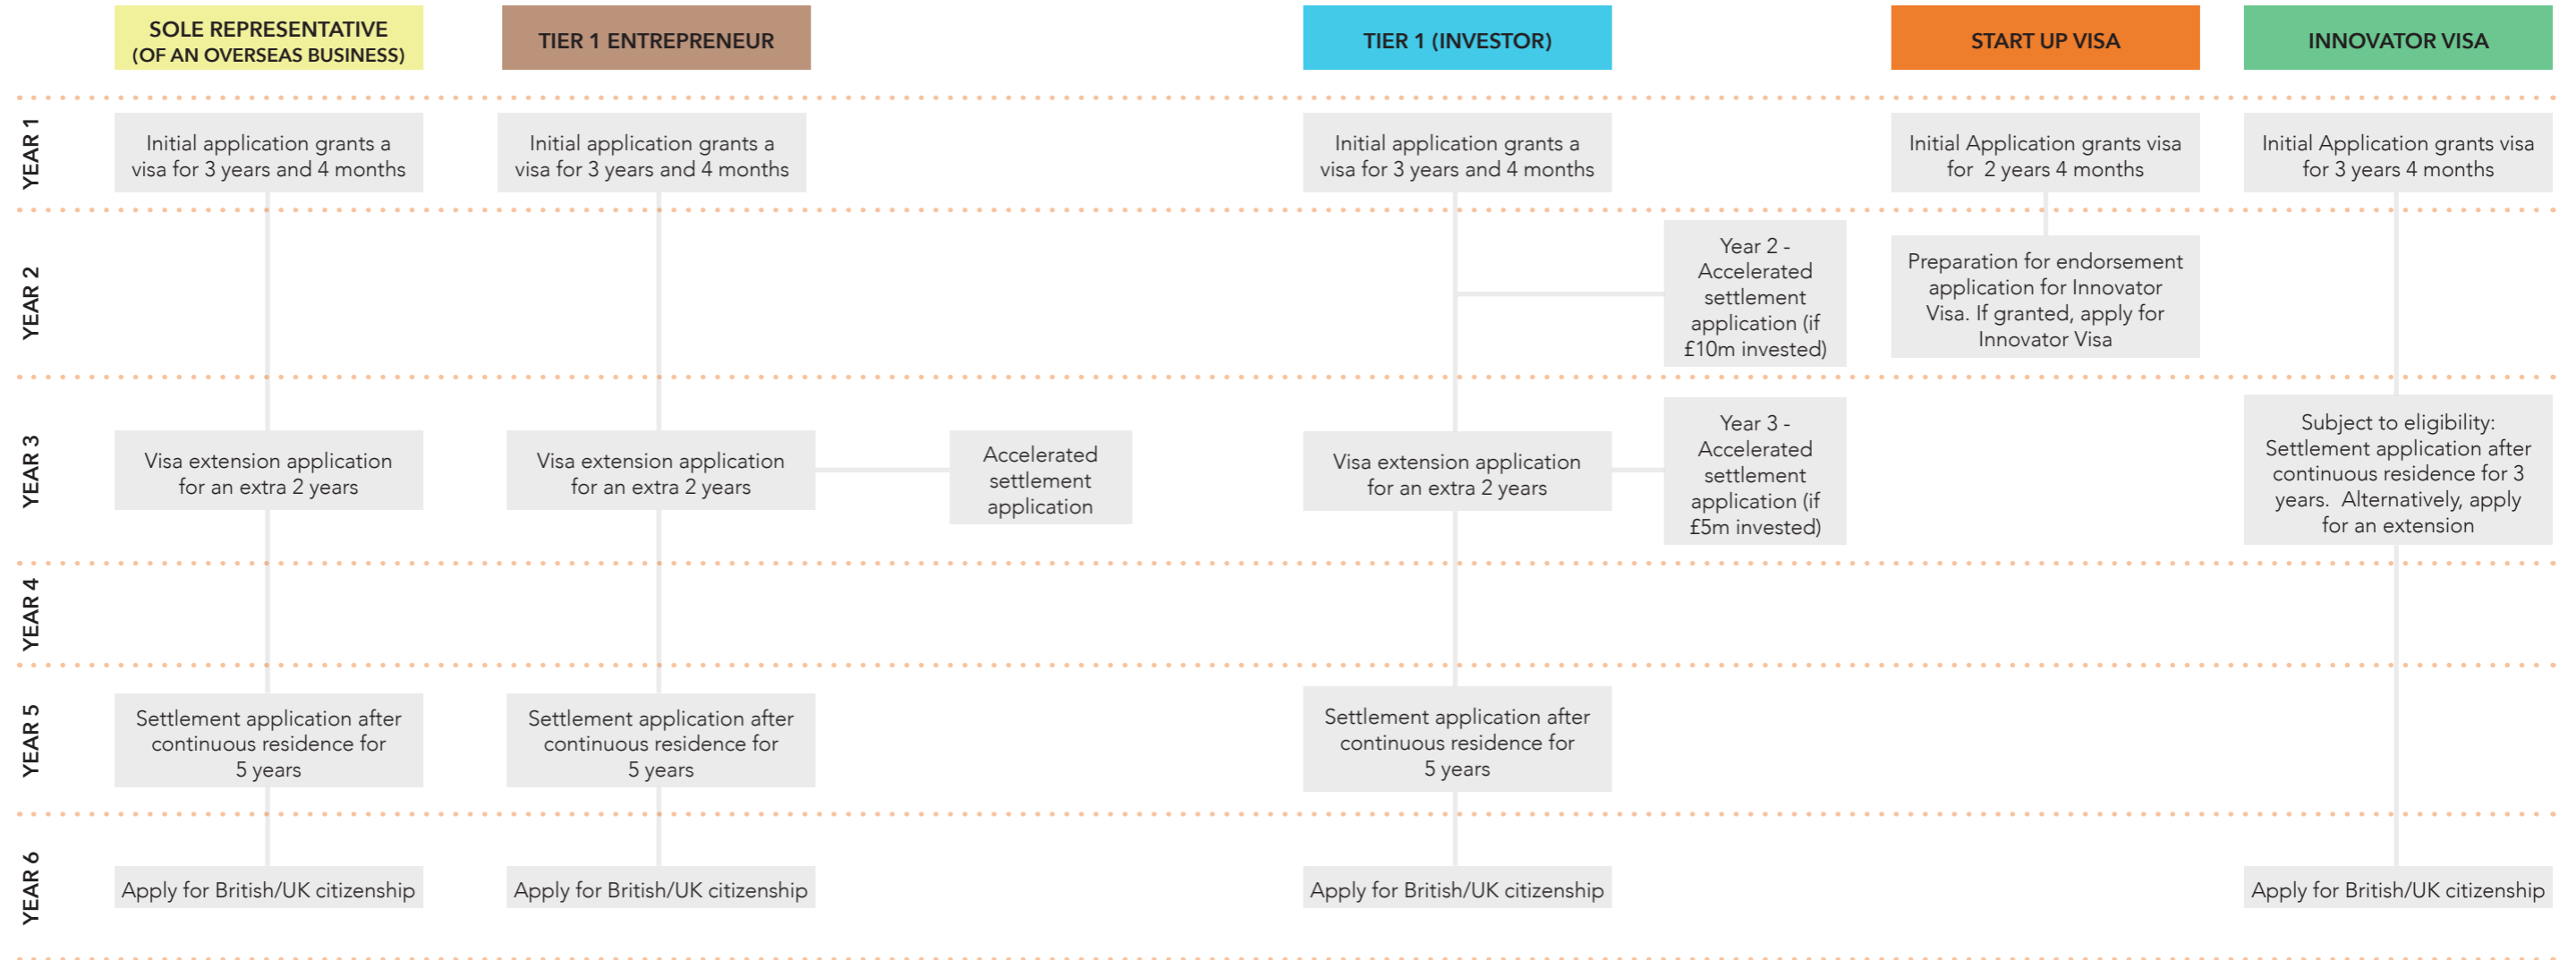 SOLE REPRESENTATIVE
(OF AN OVERSEAS BUSINESS)
TIER 1 ENTREPRENEUR
TIER 1 (INVESTOR)
START UP VISA
INNOVATOR VISA
YEAR 1
Initial application grants a
visa for 3 years and 4 months
Initial application grants a
visa for 3 years and 4 months
Initial application grants a
visa for 3 years and 4 months
Initial Application grants visa
for 2 years 4 months
Initial Application grants visa
for 3 years 4 months
YEAR 2
Year 2 -
Accelerated
settlement
application (if
£10m invested)
Preparation for endorsement
application for Innovator
Visa. If granted, apply for
Innovator Visa
YEAR 3
Visa extension application
for an extra 2 years
Visa extension application
for an extra 2 years
Accelerated
settlement
application
Visa extension application
for an extra 2 years
Year 3 -
Accelerated
settlement
application (if
£5m invested)
Subject to eligibility:
Settlement application after
continuous residence for 3
years. Alternatively, apply
for an extension
YEAR 4
YEAR 5
Settlement application after
continuous residence for
5 years
Settlement application after
continuous residence for
5 years
Settlement application after
continuous residence for
5 years
YEAR 6
Apply for British/UK citizenship
Apply for British/UK citizenship
Apply for British/UK citizenship
Apply for British/UK citizenship